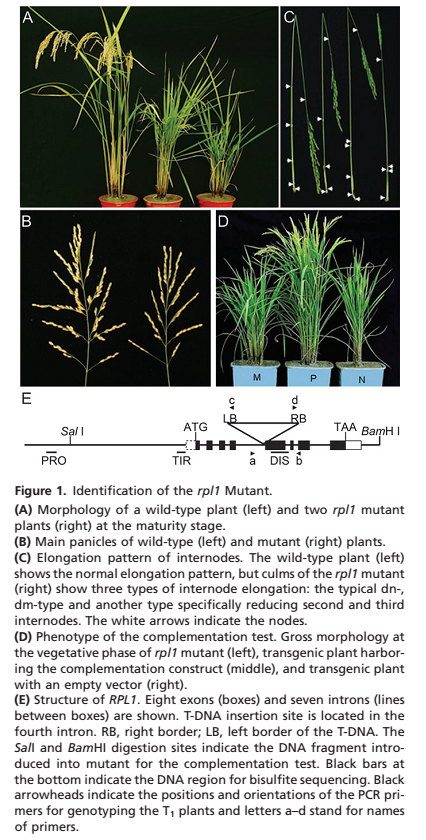 A
C
B
D
M
P
N
E
c
d
LB
RB
Sal I
ATG
TAA
BamH I
PRO
TIR
a
DIS
b
Figure 1. Identification of the rpl1 Mutant.
(A) Morphology of a wild-type plant (left) and two rpl1 mutant
plants (right) at the maturity stage.
(B) Main panicles of wild-type (left) and mutant (right) plants.
(C) Elongation pattern of internodes. The wild-type plant (left)
shows the normal elongation pattern, but culms of the rpl1 mutant
(right) show three types of internode elongation: the typical dn-,
dm-type and another type specifically reducing second and third
internodes. The white arrows indicate the nodes.
(D) Phenotype of the complementation test. Gross morphology at
the vegetative phase of rpl1 mutant (left), transgenic plant harbor-
ing the complementation construct (middle), and transgenic plant
with an empty vector (right).
(E) Structure of RPL1. Eight exons (boxes) and seven introns (lines
between boxes) are shown. T-DNA insertion site is located in the
fourth intron. RB, right border; LB, left border of the T-DNA. The
SalI and BamHI digestion sites indicate the DNA fragment intro-
duced into mutant for the complementation test. Black bars at
the bottom indicate the DNA region for bisulfite sequencing. Black
arrowheads indicate the positions and orientations of the PCR pri-
mers for genotyping the T₁ plants and letters a–d stand for names
of primers.